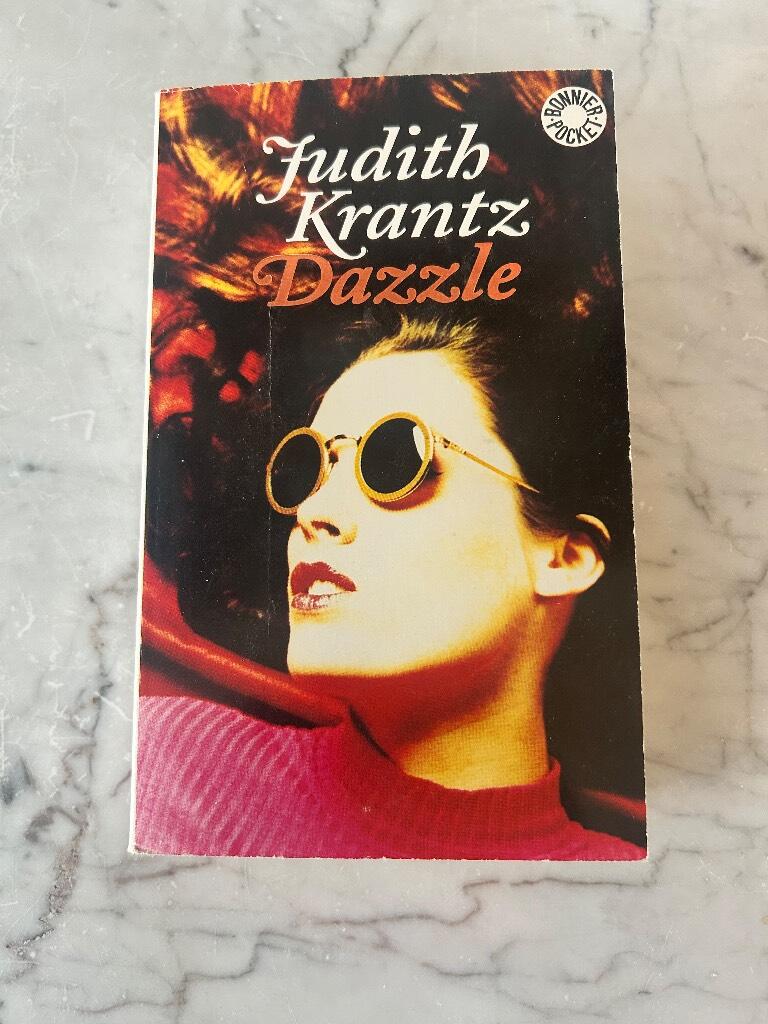 BONNIER
·POCKET·
Judith
Krantz
Dazzle